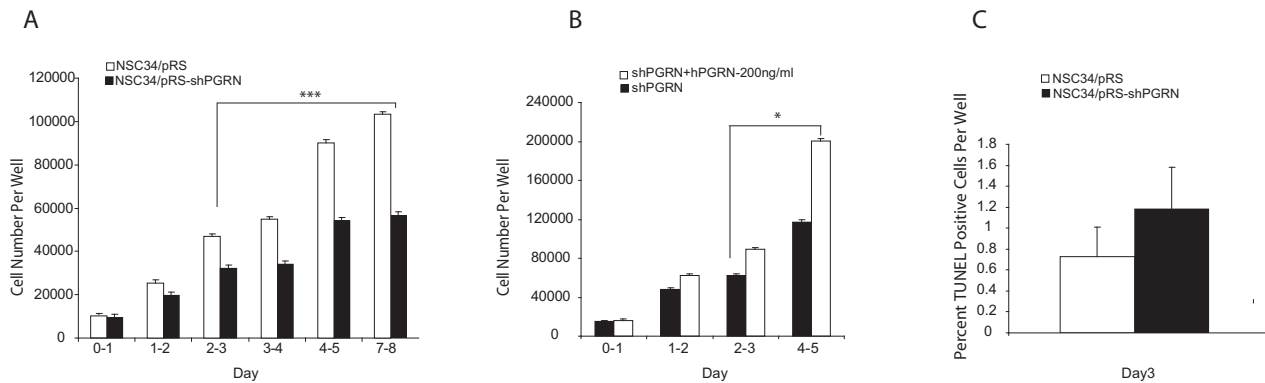 A
NSC34/pRS
NSC34/pRS-shPGRN
***
Cell Number Per Well
120000
100000
80000
60000
40000
20000
0
0-1 1-2 2-3 3-4 4-5 7-8
Day
B
shPGRN+hPGRN-200ng/ml
shPGRN
*
Cell Number Per Well
240000
200000
160000
120000
80000
40000
0
0-1 1-2 2-3 4-5
Day
C
NSC34/pRS
NSC34/pRS-shPGRN
Percent TUNEL Positive Cells Per Well
1.8
1.6
1.4
1.2
1
0.8
0.6
0.4
0.2
0
Day3